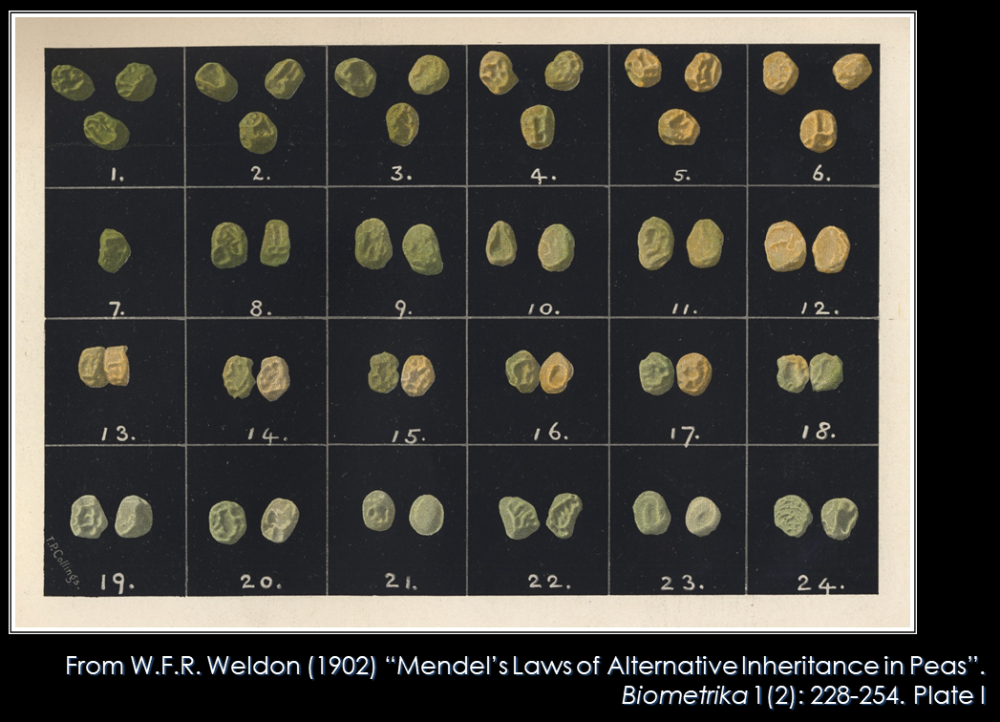 1. 2. 3. 4. 5. 6.
7. 8. 9. 10. 11. 12.
13. 14. 15. 16. 17. 18.
T.P.Collings.
19. 20. 21. 22. 23. 24.
From W.F.R. Weldon (1902) “Mendel’s Laws of Alternative Inheritance in Peas”.
Biometrika 1(2): 228-254. Plate I